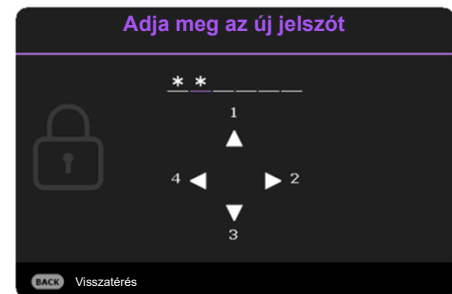 Adja meg az új jelszót
* * _ _ _ _
1
4 2
3
BACK Visszatérés